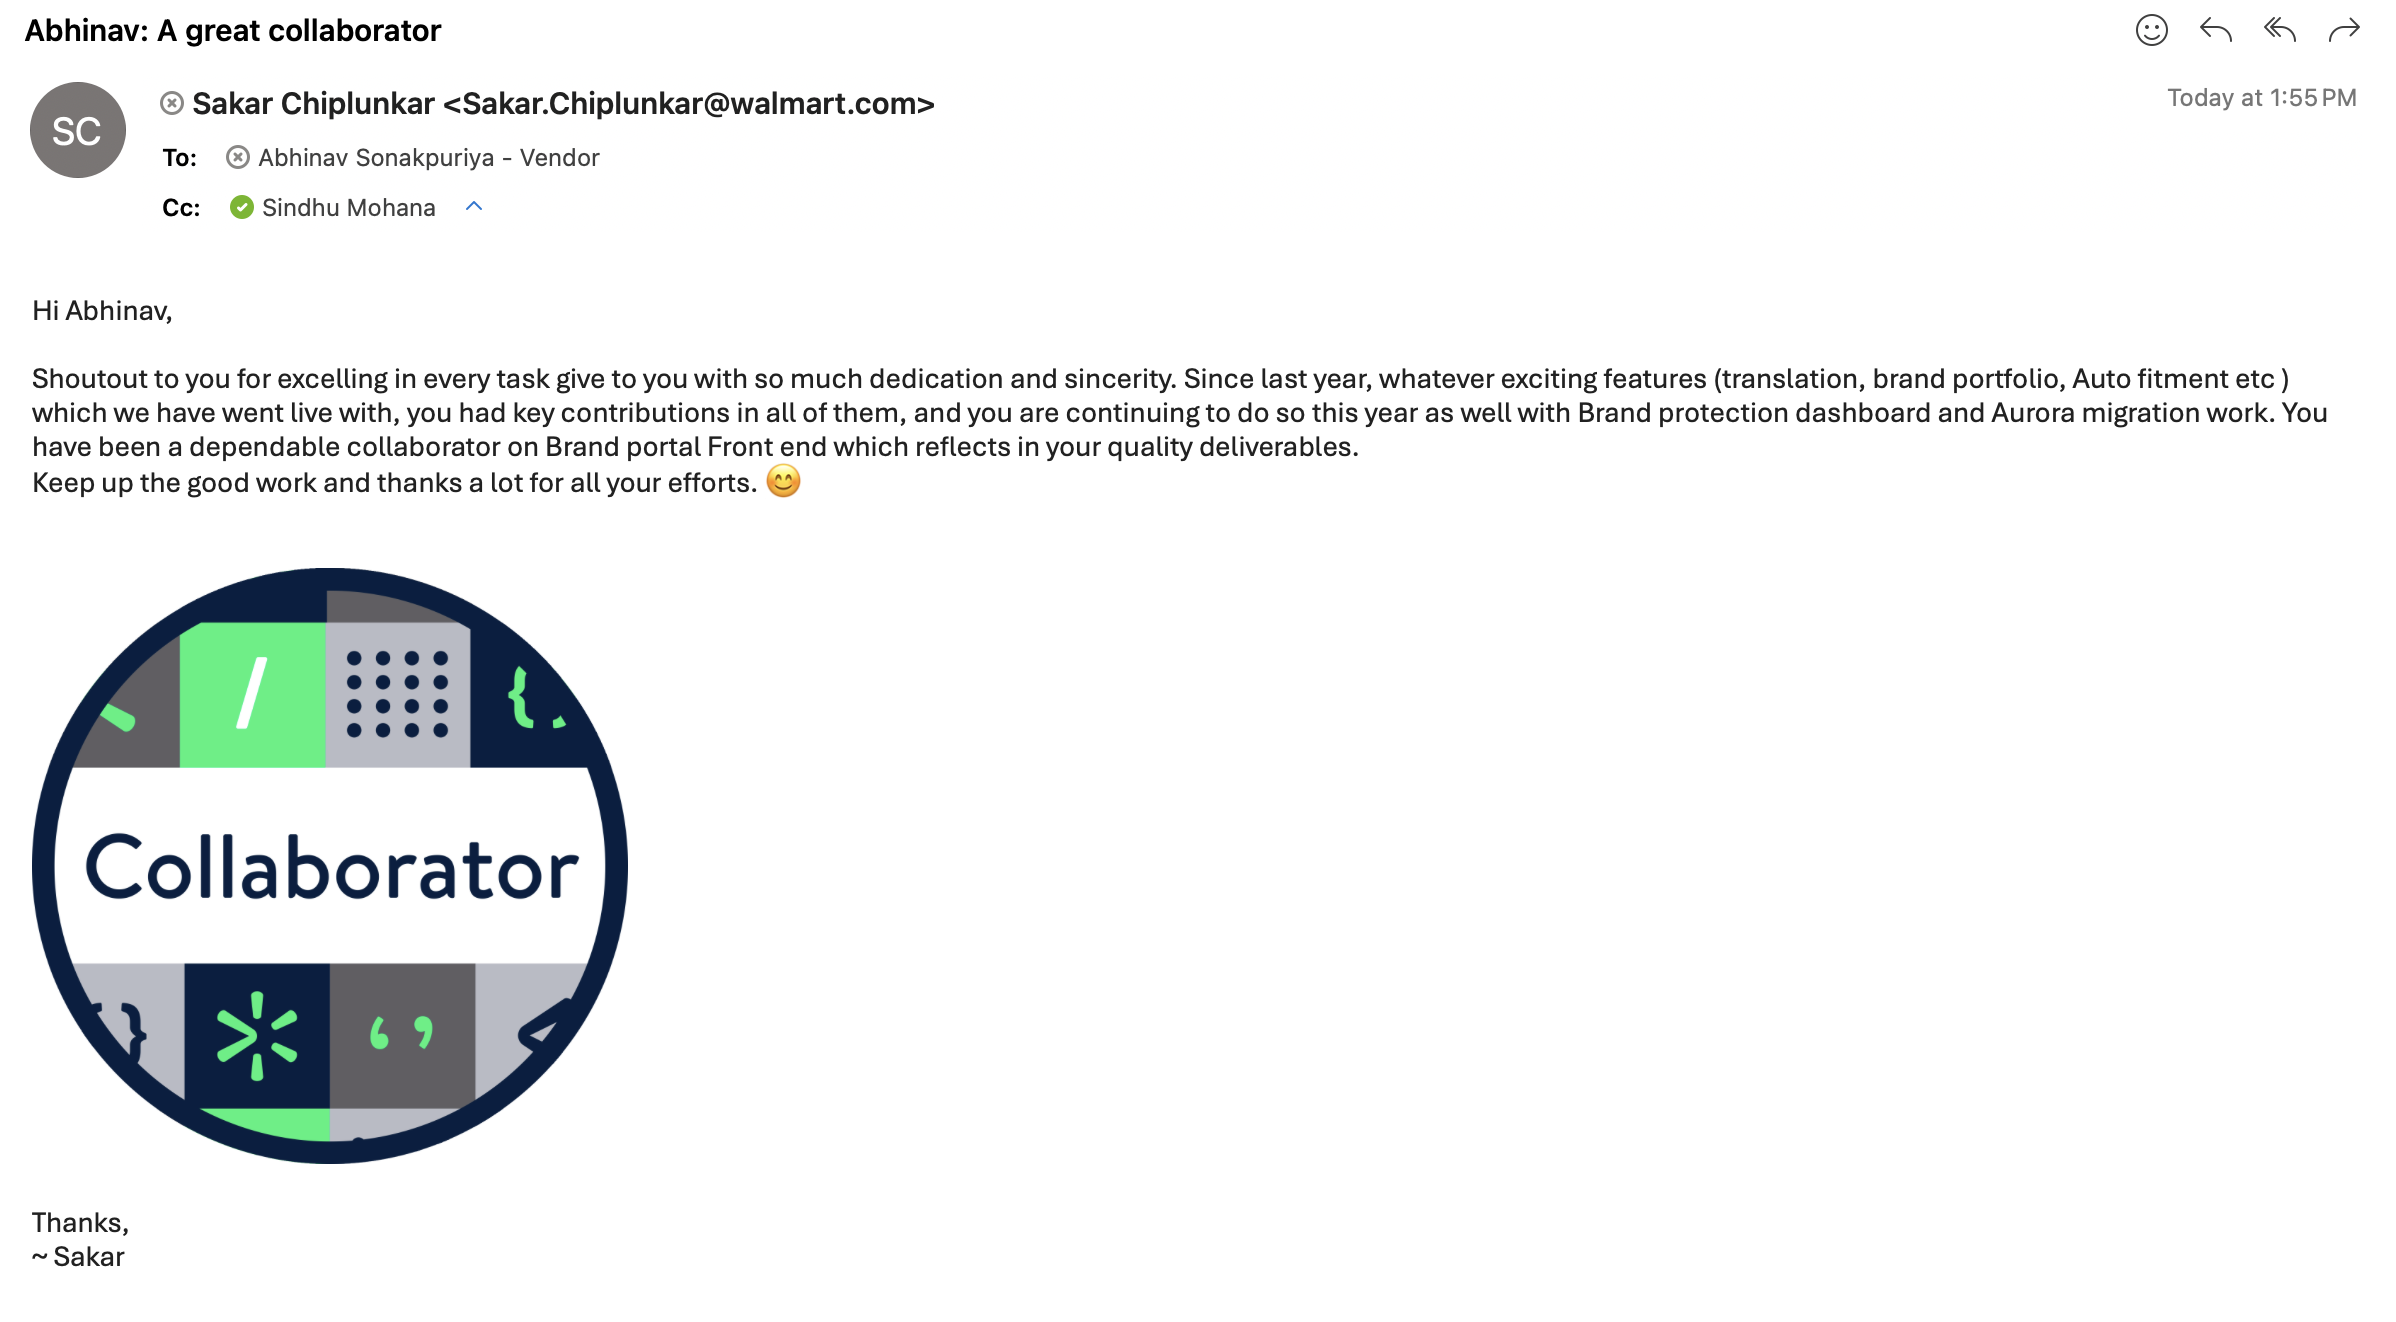 Abhinav: A great collaborator
SC
Sakar Chiplunkar <Sakar.Chiplunkar@walmart.com>
Today at 1:55 PM
To: Abhinav Sonakpuriya - Vendor
Cc: Sindhu Mohana
Hi Abhinav,
Shoutout to you for excelling in every task give to you with so much dedication and sincerity. Since last year, whatever exciting features (translation, brand portfolio, Auto fitment etc )
which we have went live with, you had key contributions in all of them, and you are continuing to do so this year as well with Brand protection dashboard and Aurora migration work. You
have been a dependable collaborator on Brand portal Front end which reflects in your quality deliverables.
Keep up the good work and thanks a lot for all your efforts. 😊
Collaborator
Thanks,
~ Sakar